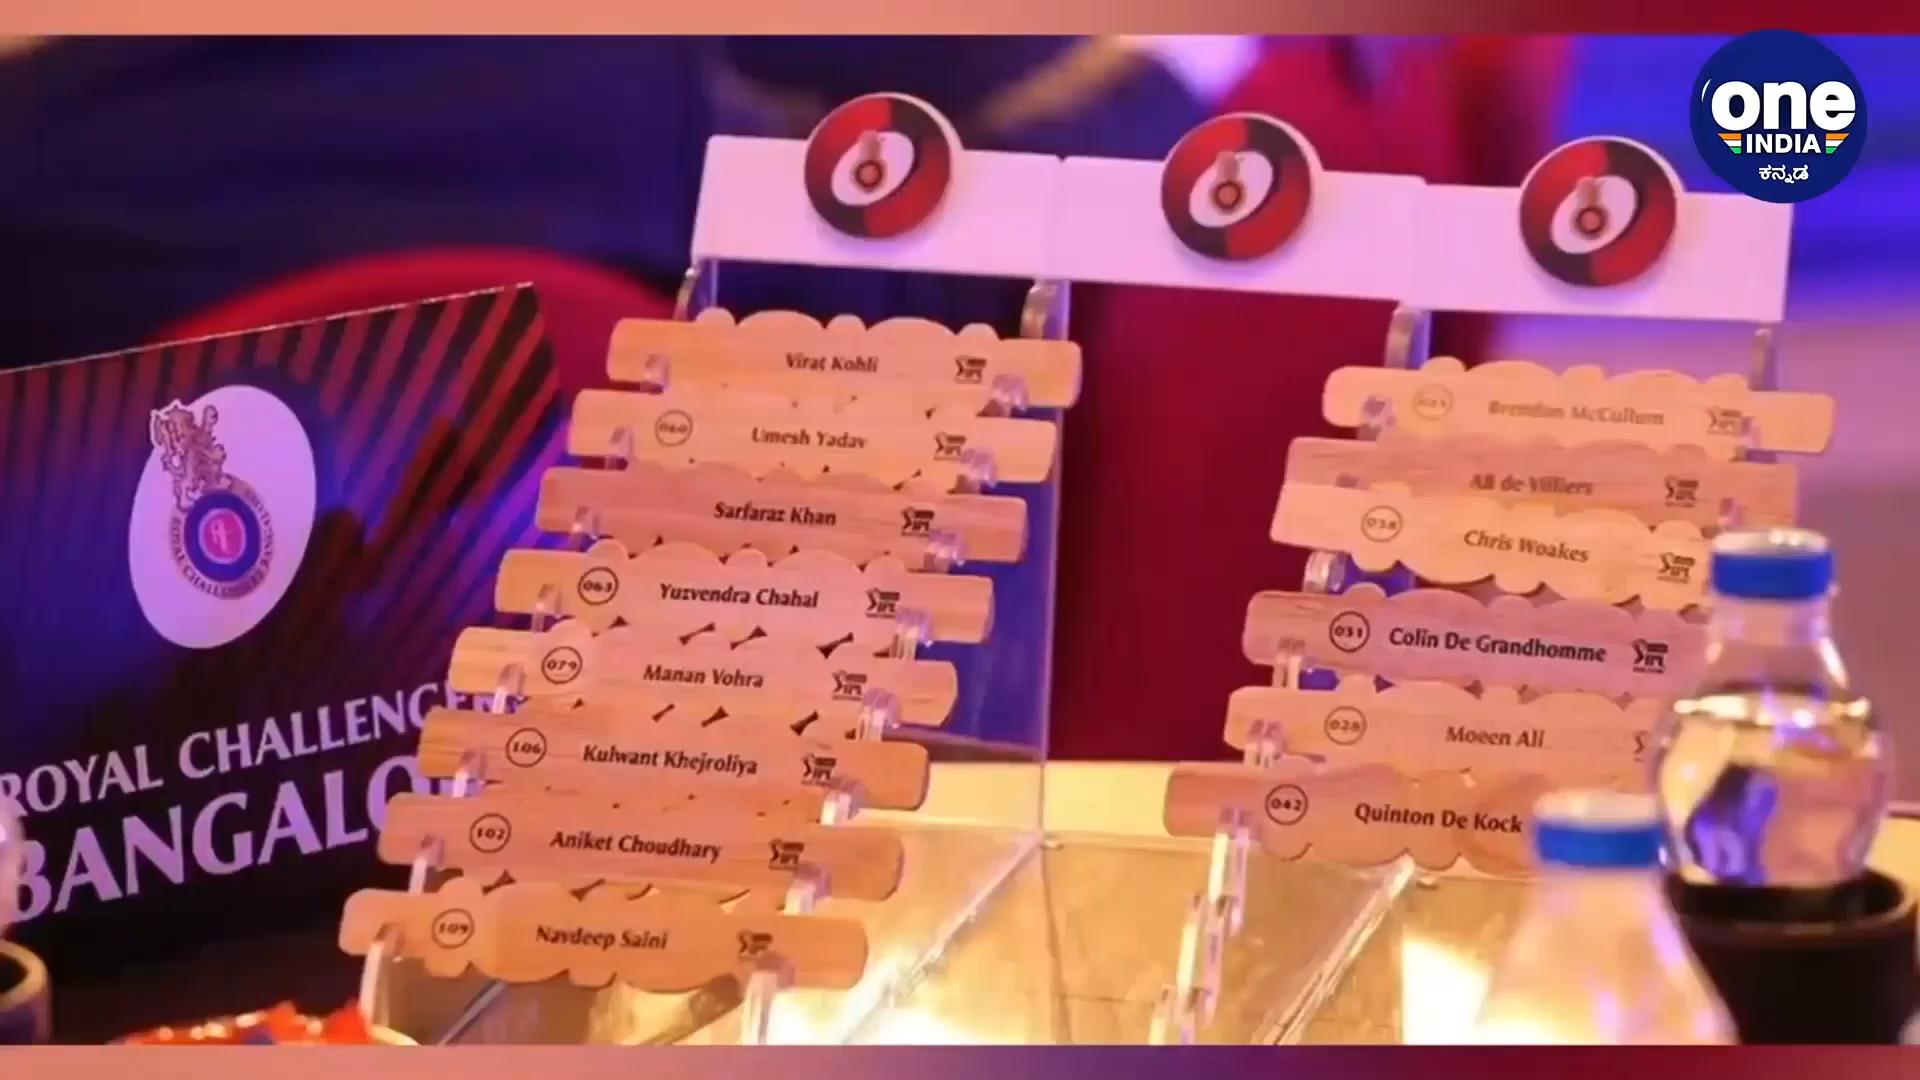 one
INDIA
ಕನ್ನಡ
ROYAL CHALLENGERS
BANGALO
Virat Kohli
060 Umesh Yadav
Sarfaraz Khan
063 Yuzvendra Chahal
079 Manan Vohra
106 Kulwant Khejroliya
102 Aniket Choudhary
109 Navdeep Saini
Brendon McCullum
AB de Villiers
038 Chris Woakes
031 Colin De Grandhomme
028 Moeen Ali
042 Quinton De Kock